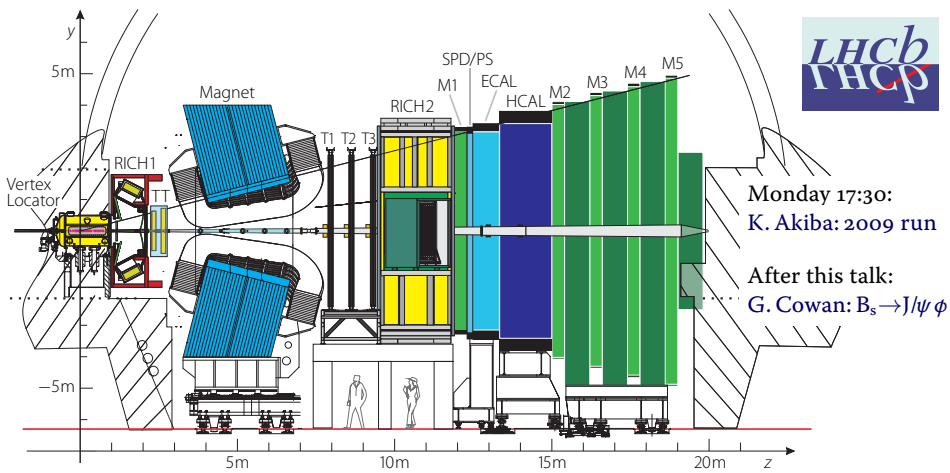 y
5m
Magnet
RICH1
TT
Vertex
Locator
T1
T2
T3
RICH2
M1
SPD/PS
ECAL
HCAL
M2
M3
M4
M5
LHCb
LHCb
Monday 17:30:
K. Akiba: 2009 run
After this talk:
G. Cowan: Bₛ→J/ψ ϕ
−5m
5m
10m
15m
20m
z